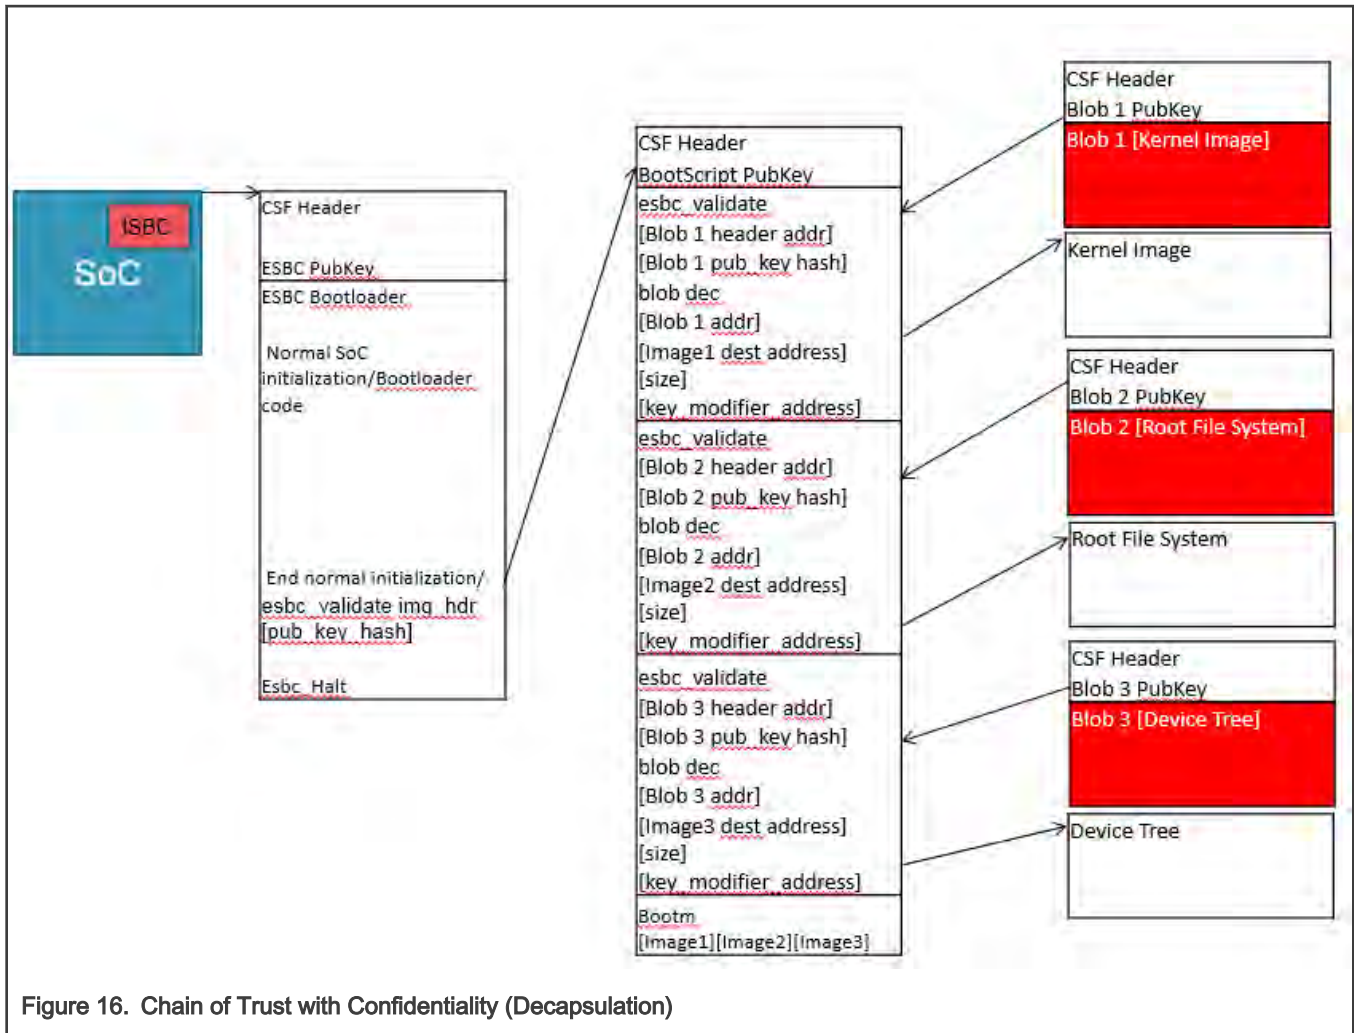 ISBC
SoC
CSF Header
ESBC PubKey
ESBC Bootloader
Normal SoC
initialization/Bootloader
code
End normal initialization/
esbc_validate img_hdr
[pub_key_hash]
Esbc_Halt
CSF Header
BootScript PubKey
esbc_validate
[Blob 1 header addr]
[Blob 1 pub_key hash]
blob dec
[Blob 1 addr]
[Image1 dest address]
[size]
[key_modifier_address]
esbc_validate
[Blob 2 header addr]
[Blob 2 pub_key hash]
blob dec
[Blob 2 addr]
[Image2 dest address]
[size]
[key_modifier_address]
esbc_validate
[Blob 3 header addr]
[Blob 3 pub_key hash]
blob dec
[Blob 3 addr]
[Image3 dest address]
[size]
[key_modifier_address]
Bootm
[Image1][Image2][Image3]
CSF Header
Blob 1 PubKey
Blob 1 [Kernel Image]
Kernel Image
CSF Header
Blob 2 PubKey
Blob 2 [Root File System]
Root File System
CSF Header
Blob 3 PubKey
Blob 3 [Device Tree]
Device Tree
Figure 16. Chain of Trust with Confidentiality (Decapsulation)